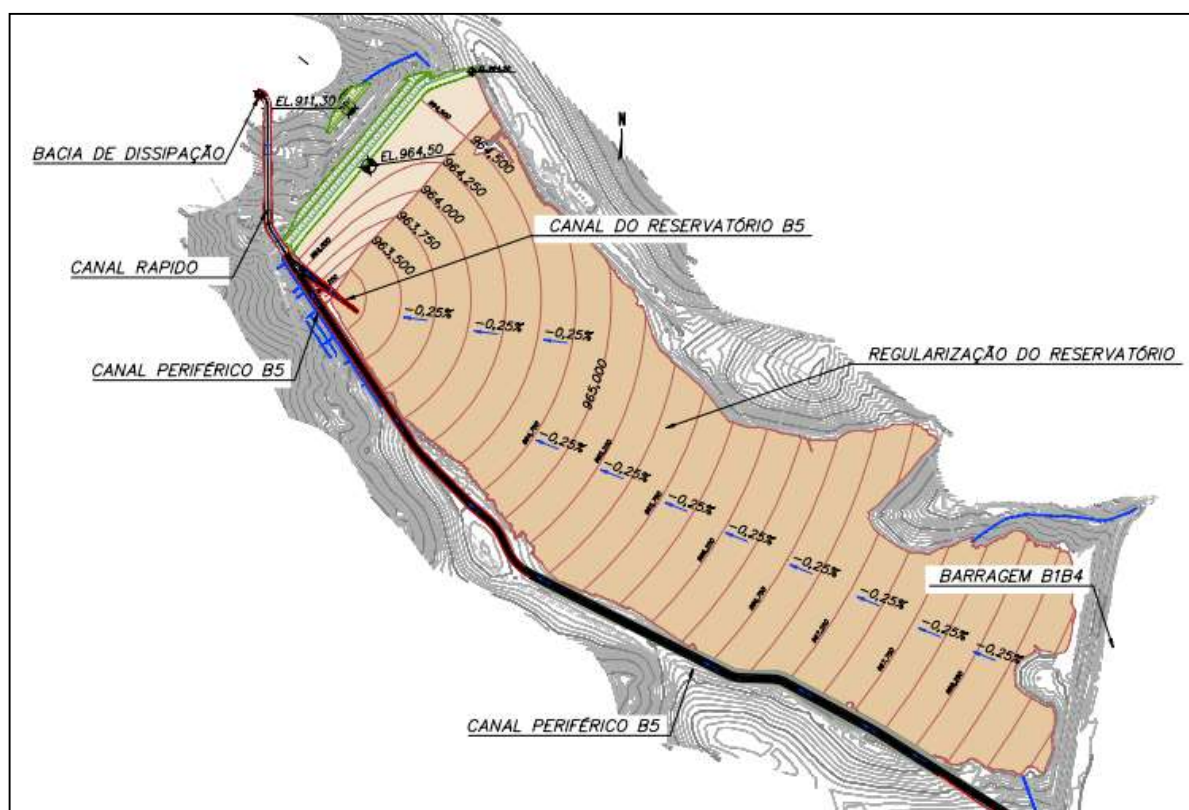 EL.911,30
BACIA DE DISSIPAÇÃO
EL.964,50
N
964,500
964,250
964,000
963,750
963,500
CANAL DO RESERVATÓRIO B5
CANAL RAPIDO
-0,25%
-0,25%
-0,25%
CANAL PERIFÉRICO B5
REGULARIZAÇÃO DO RESERVATÓRIO
965,000
-0,25%
-0,25%
-0,25%
-0,25%
-0,25%
BARRAGEM B1B4
-0,25%
-0,25%
-0,25%
CANAL PERIFÉRICO B5